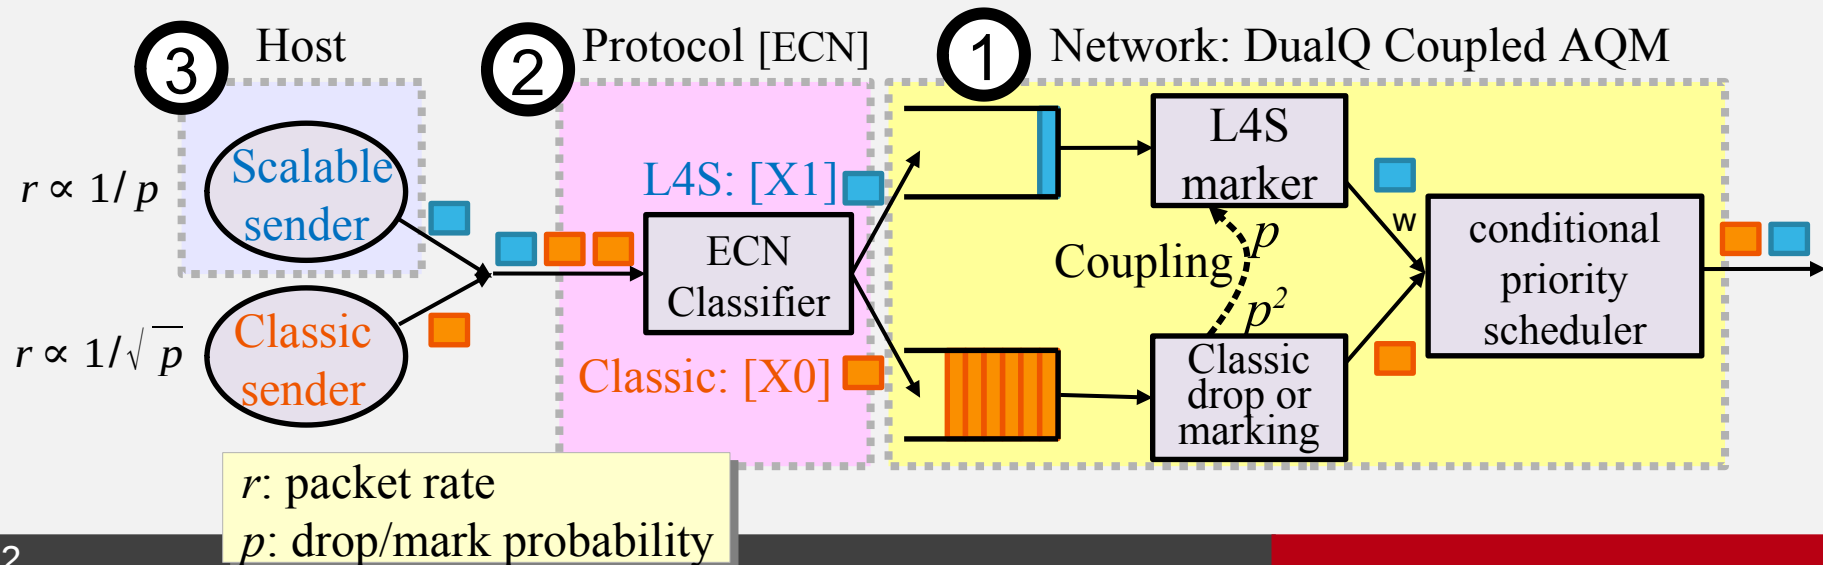 3
Host
2
Protocol [ECN]
1
Network: DualQ Coupled AQM
r ∝ 1/ p
Scalable
sender
r ∝ 1/√p
Classic
sender
L4S: [X1]
ECN
Classifier
Classic: [X0]
L4S
marker
Coupling
p
p²
Classic
drop or
marking
w
conditional
priority
scheduler
r: packet rate
p: drop/mark probability
2